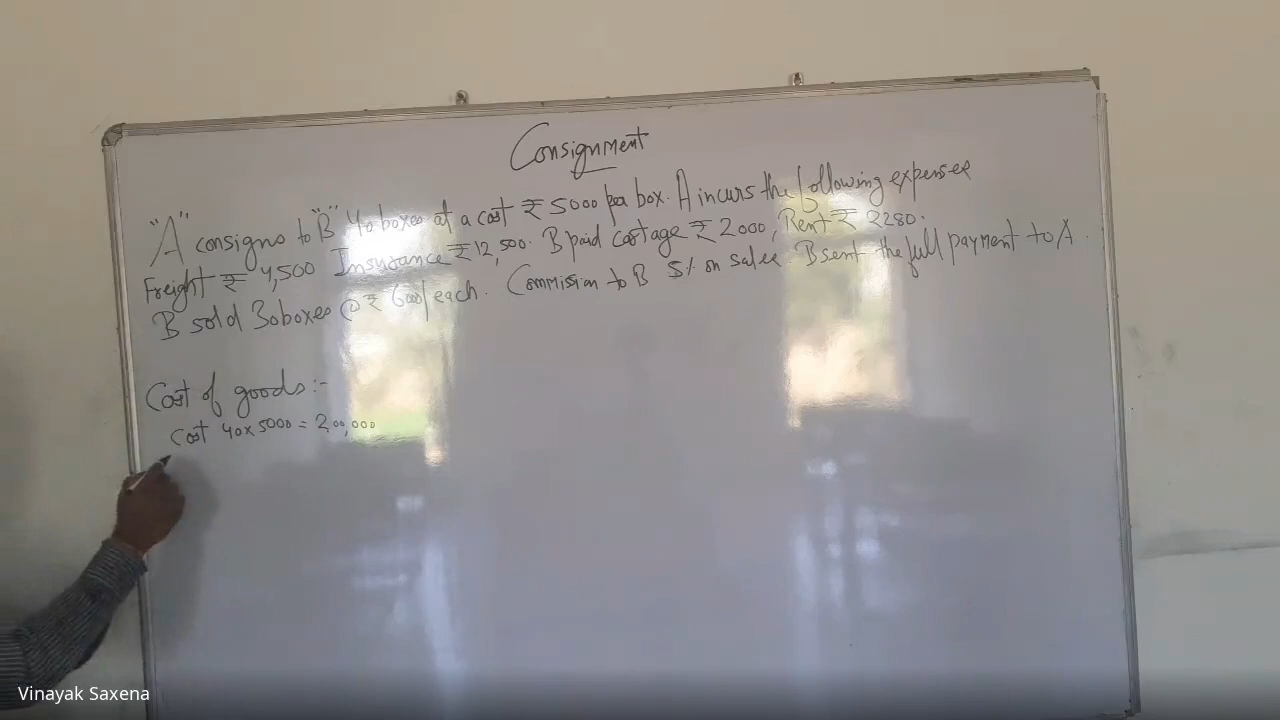 Consignment
"A" consigns to "B" 40 boxes at a cost ₹ 5000 per box. A incurs the following expenses
Freight ₹ 4,500 Insurance ₹ 12,500. B paid cartage ₹ 2000, Rent ₹ 2280.
B sold 30 boxes @ ₹ 6000/each. Commission to B 5% on sales. B sent the full payment to A.
Cost of goods:-
Cost 40 x 5000 = 200,000
Vinayak Saxena